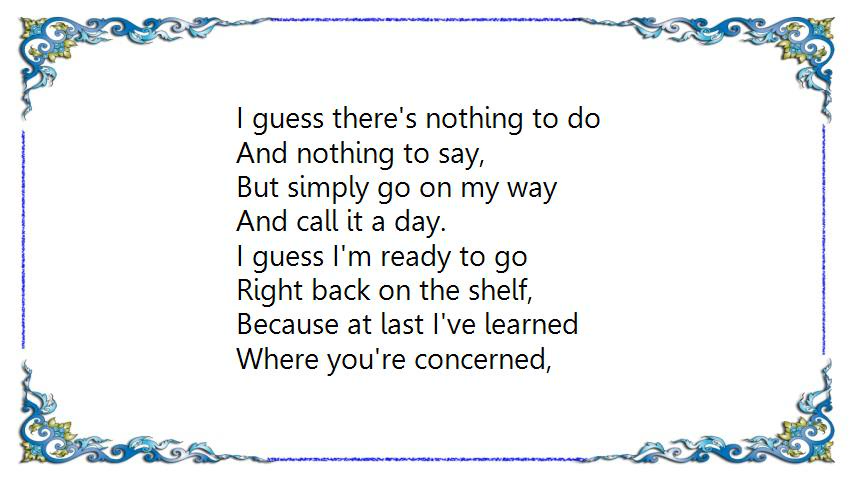 I guess there's nothing to do
And nothing to say,
But simply go on my way
And call it a day.
I guess I'm ready to go
Right back on the shelf,
Because at last I've learned
Where you're concerned,